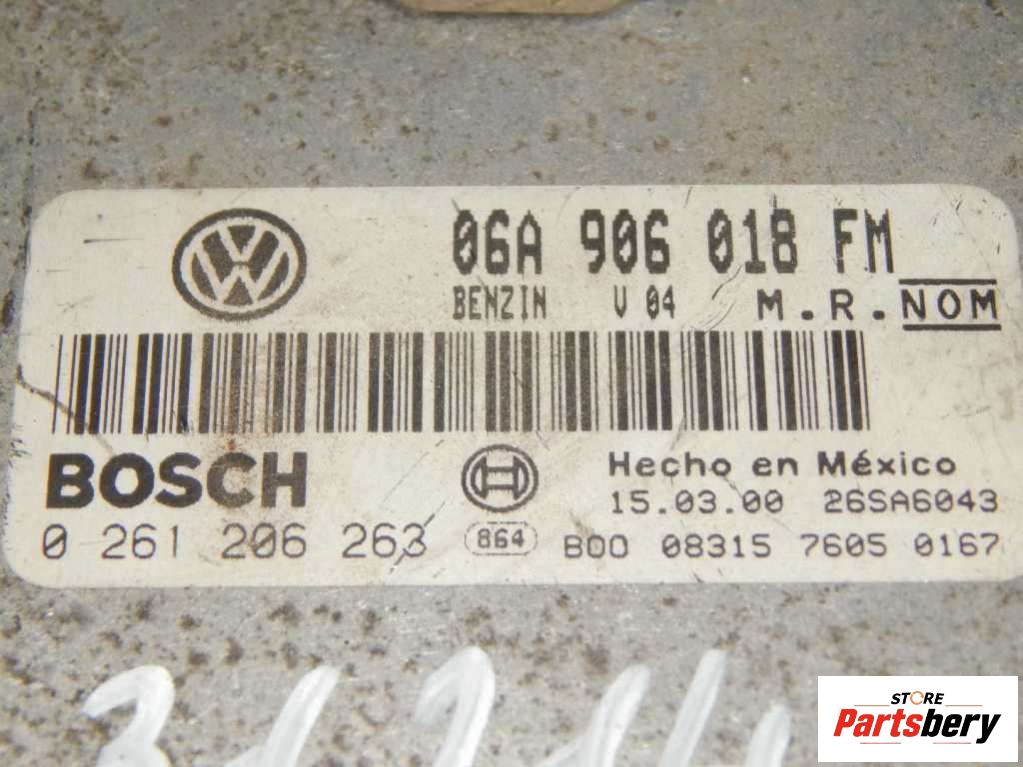 06A 906 018 FM
BENZIN V 04 M.R.NOM
BOSCH
Hecho en México
15.03.00 26SA6043
0 261 206 263 864 B00 08315 7605 0167
STORE
Partsbery